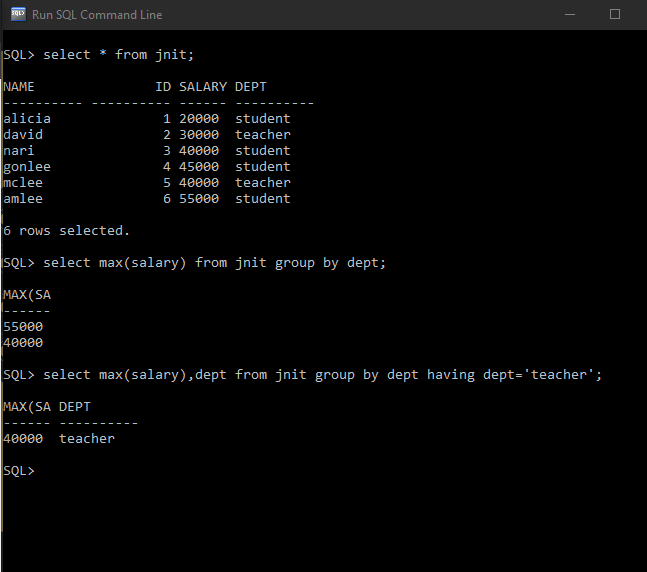 Run SQL Command Line
SQL> select * from jnit;
NAME               ID SALARY DEPT
---------- ---------- ------ ----------
alicia              1 20000  student
david               2 30000  teacher
nari                3 40000  student
gonlee              4 45000  student
mclee               5 40000  teacher
amlee               6 55000  student
6 rows selected.
SQL> select max(salary) from jnit group by dept;
MAX(SA
------
55000
40000
SQL> select max(salary),dept from jnit group by dept having dept='teacher';
MAX(SA DEPT
------ ----------
40000  teacher
SQL>